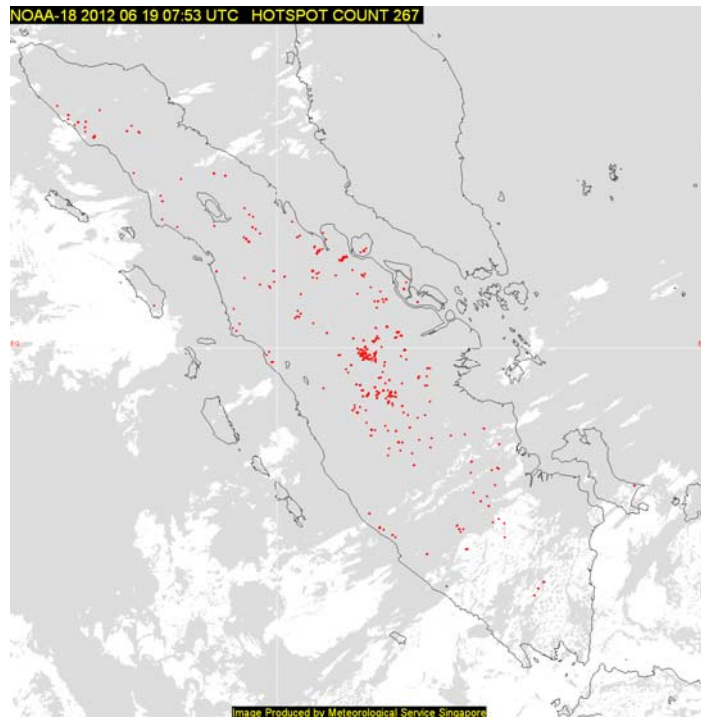 NOAA-18 2012 06 19 07:53 UTC HOTSPOT COUNT 267
Image Produced by Meteorological Service Singapore